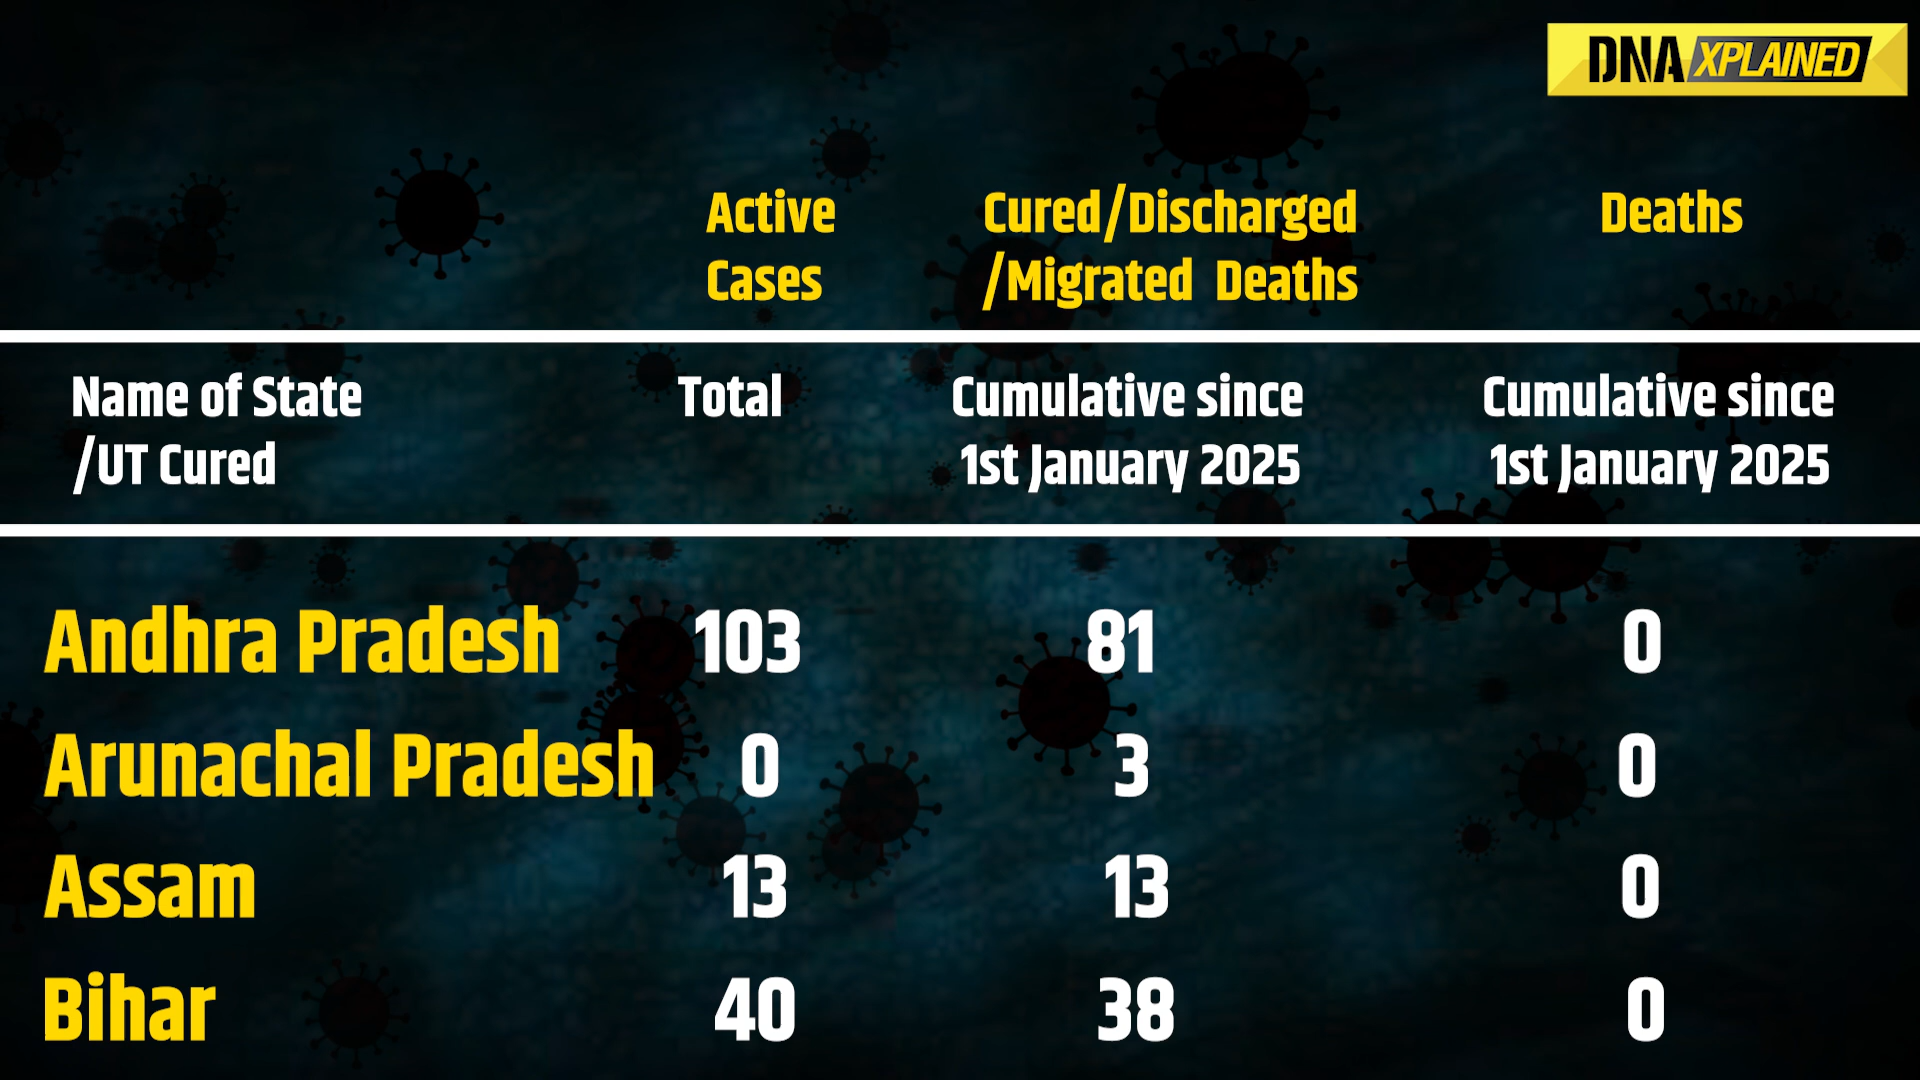 DNA XPLAINED
Active Cured/Discharged Deaths
Cases /Migrated Deaths
Name of State Total Cumulative since Cumulative since
/UT Cured 1st January 2025 1st January 2025
Andhra Pradesh 103 81 0
Arunachal Pradesh 0 3 0
Assam 13 13 0
Bihar 40 38 0